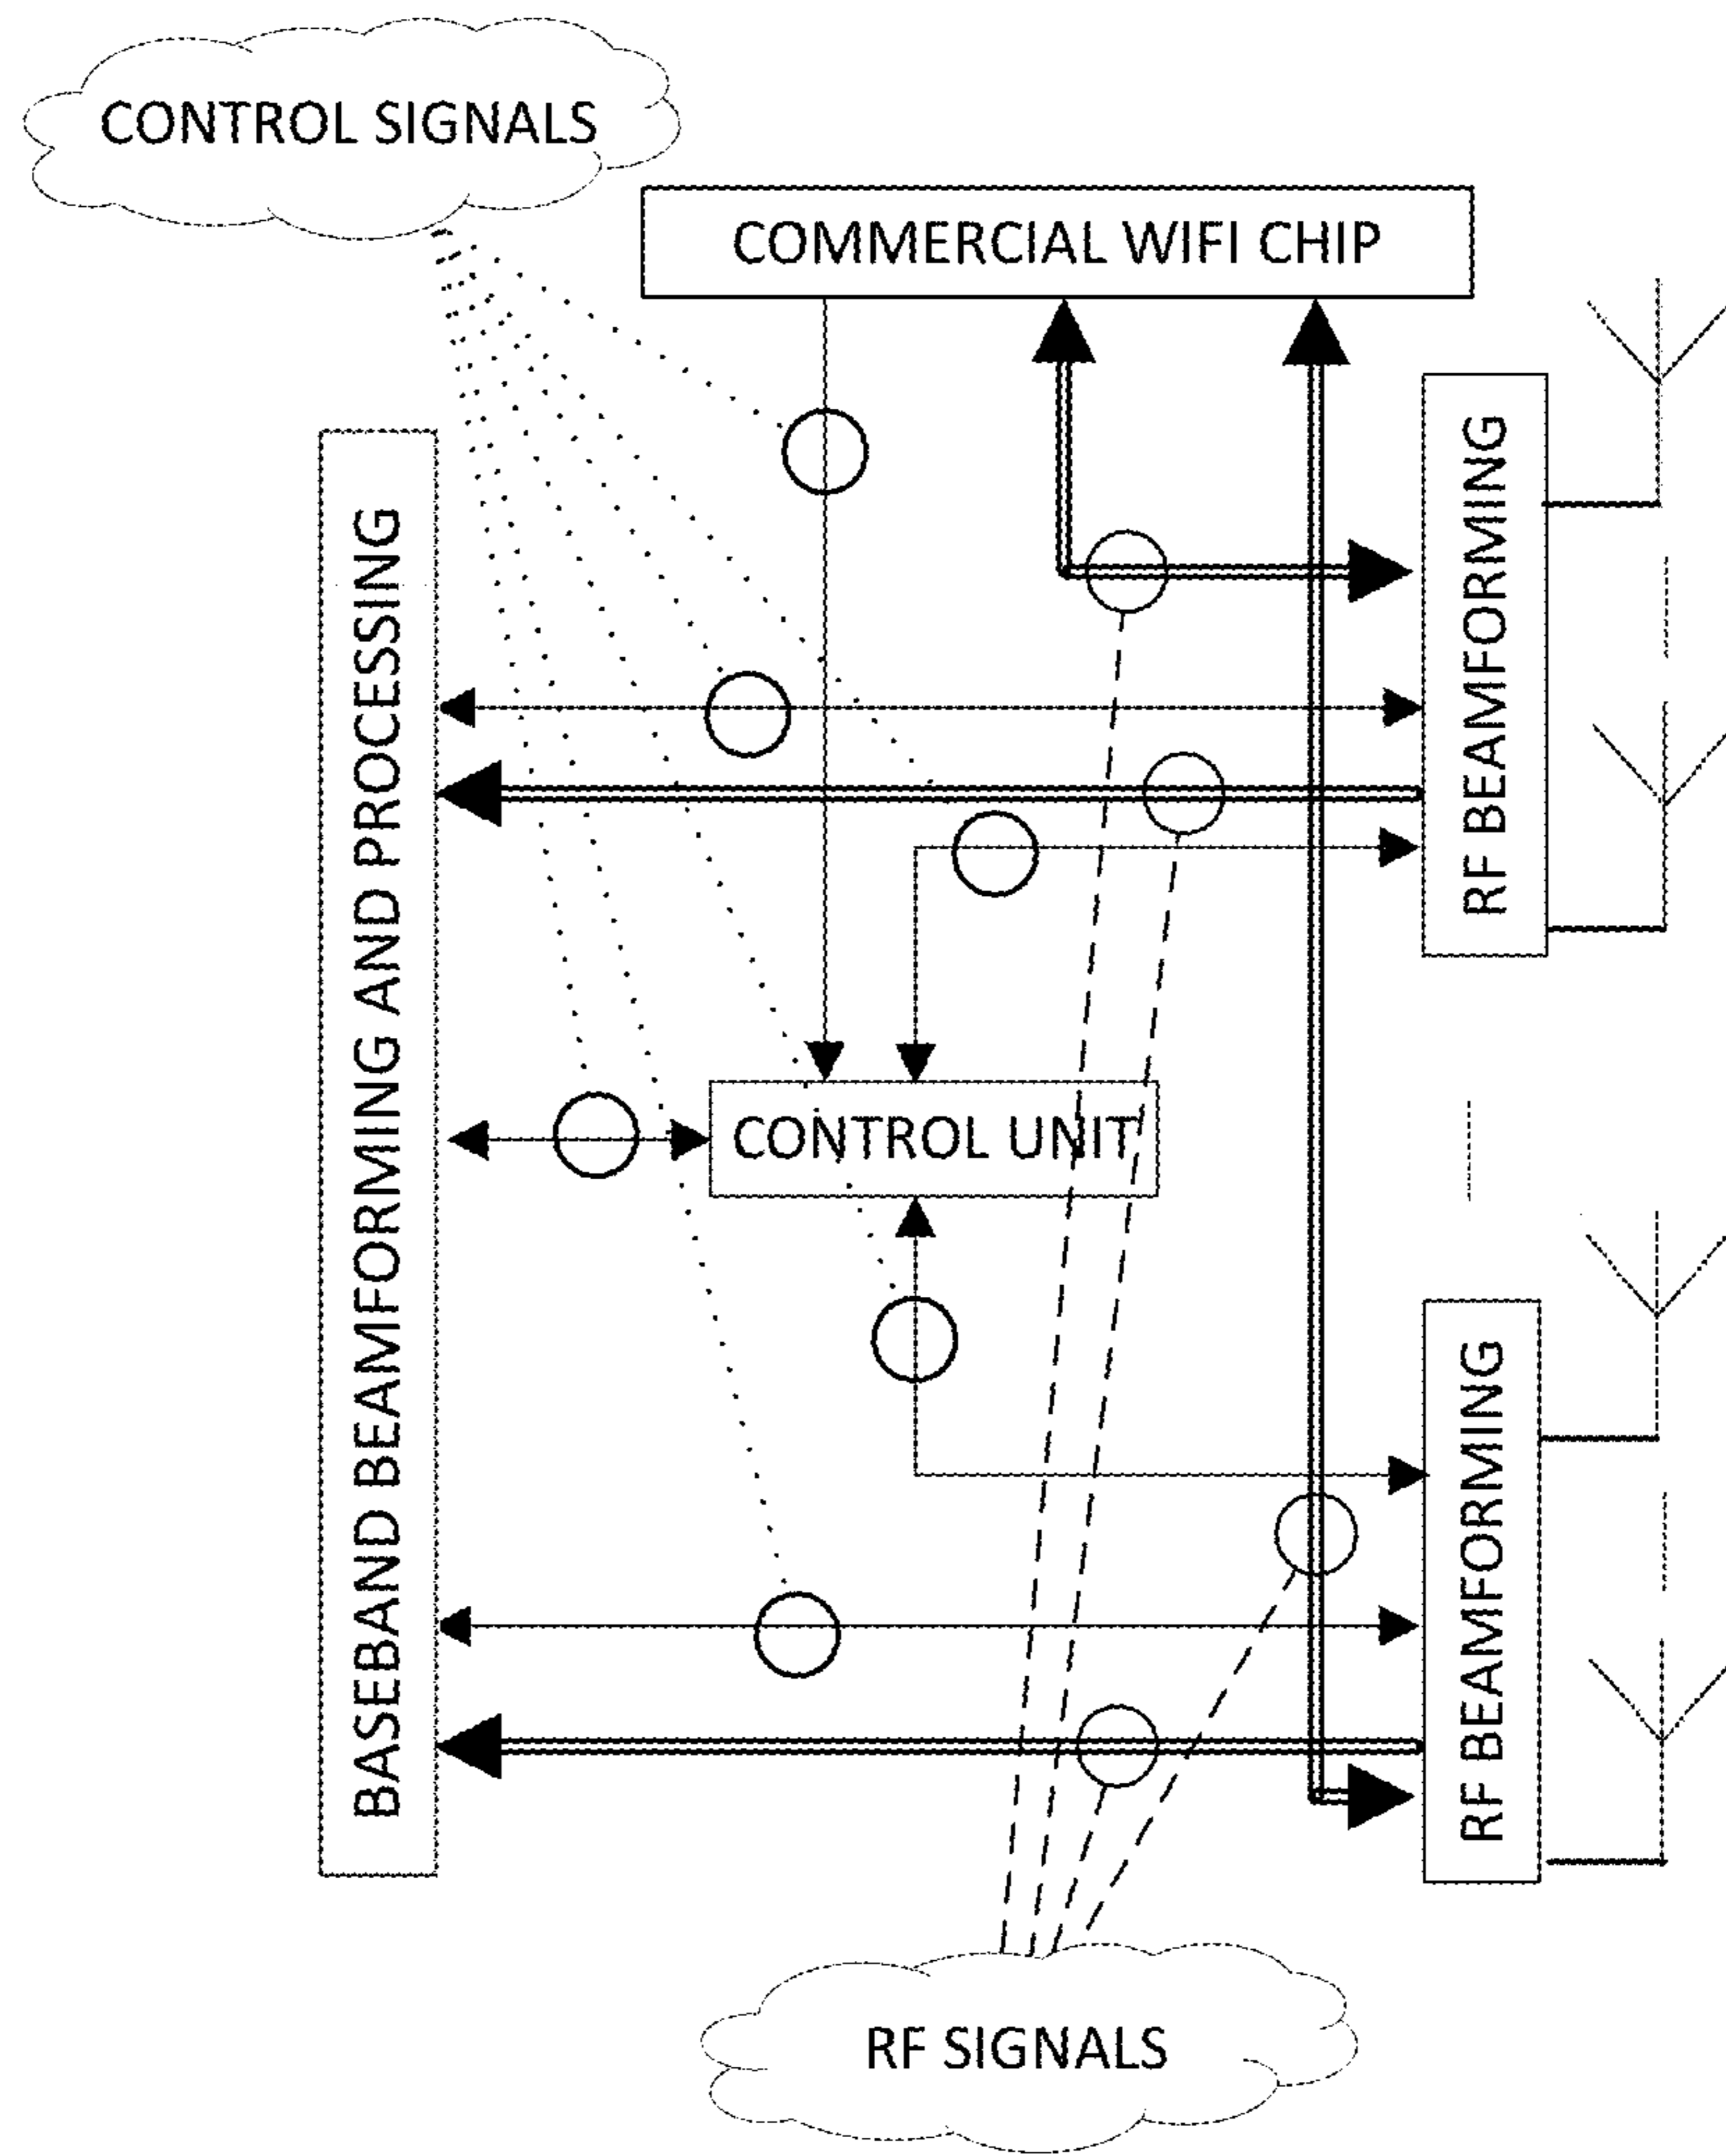 CONTROL SIGNALS
COMMERCIAL WIFI CHIP
BASEBAND BEAMFORMING AND PROCESSING
RF BEAMFORMING
CONTROL UNIT
RF BEAMFORMING
RF SIGNALS